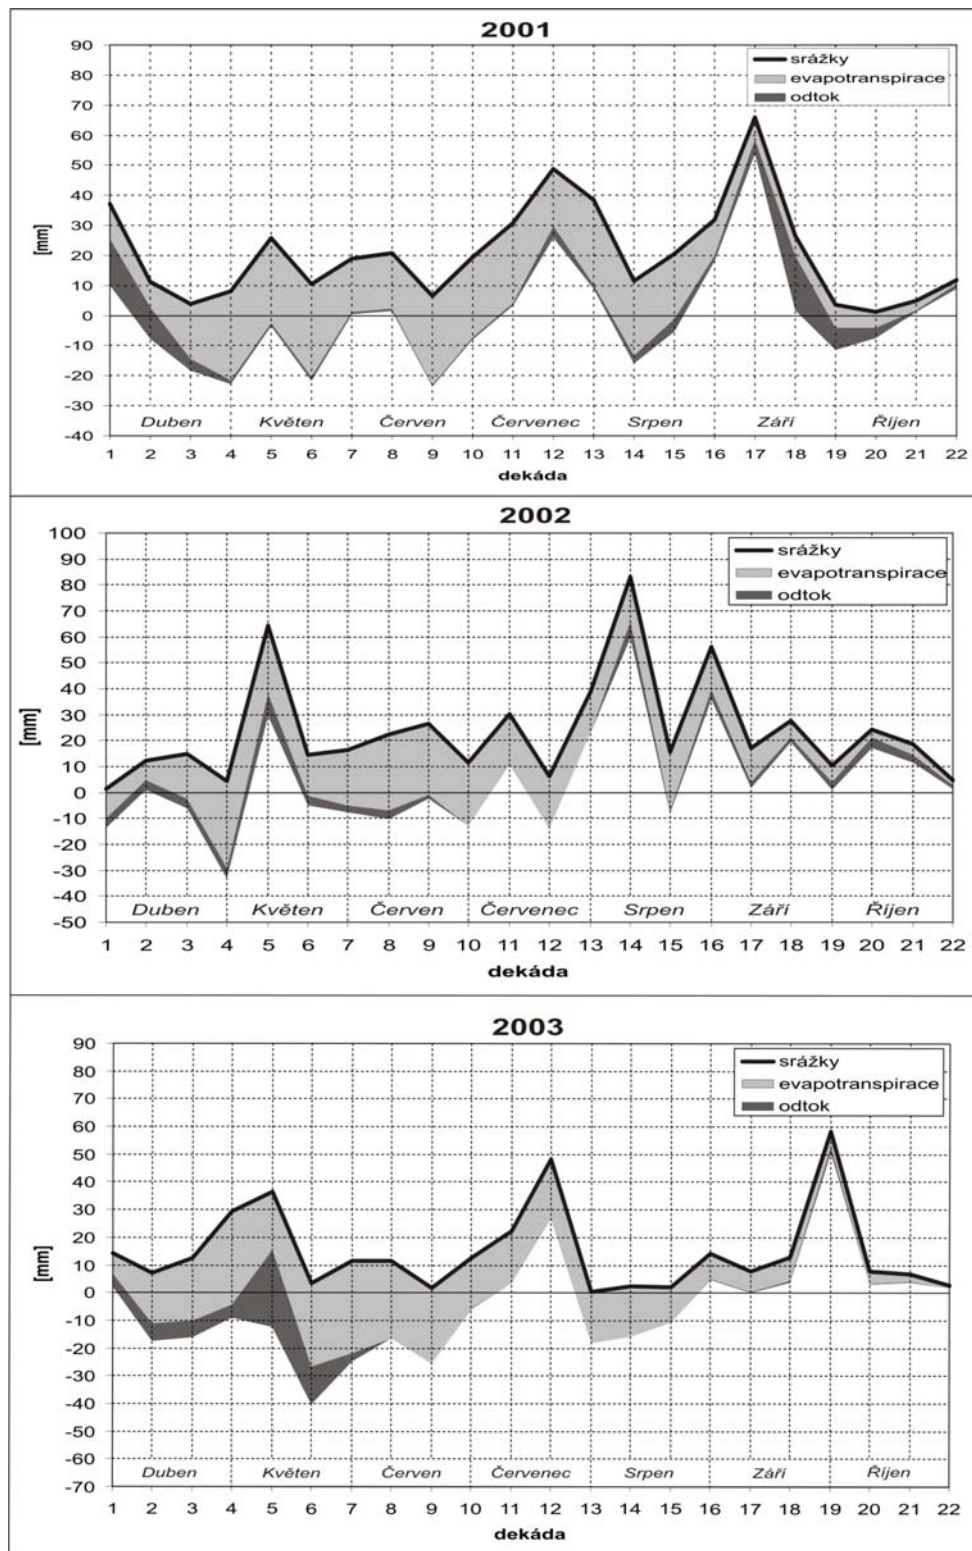 2001
90
80
70
60
50
40
30
20
10
0
-10
-20
-30
-40
[mm]
srážky
evapotranspirace
odtok
Duben Květen Červen Červenec Srpen Září Říjen
1 2 3 4 5 6 7 8 9 10 11 12 13 14 15 16 17 18 19 20 21 22
dekáda
2002
100
90
80
70
60
50
40
30
20
10
0
-10
-20
-30
-40
-50
[mm]
srážky
evapotranspirace
odtok
Duben Květen Červen Červenec Srpen Září Říjen
1 2 3 4 5 6 7 8 9 10 11 12 13 14 15 16 17 18 19 20 21 22
dekáda
2003
90
80
70
60
50
40
30
20
10
0
-10
-20
-30
-40
-50
-60
-70
[mm]
srážky
evapotranspirace
odtok
Duben Květen Červen Červenec Srpen Září Říjen
1 2 3 4 5 6 7 8 9 10 11 12 13 14 15 16 17 18 19 20 21 22
dekáda